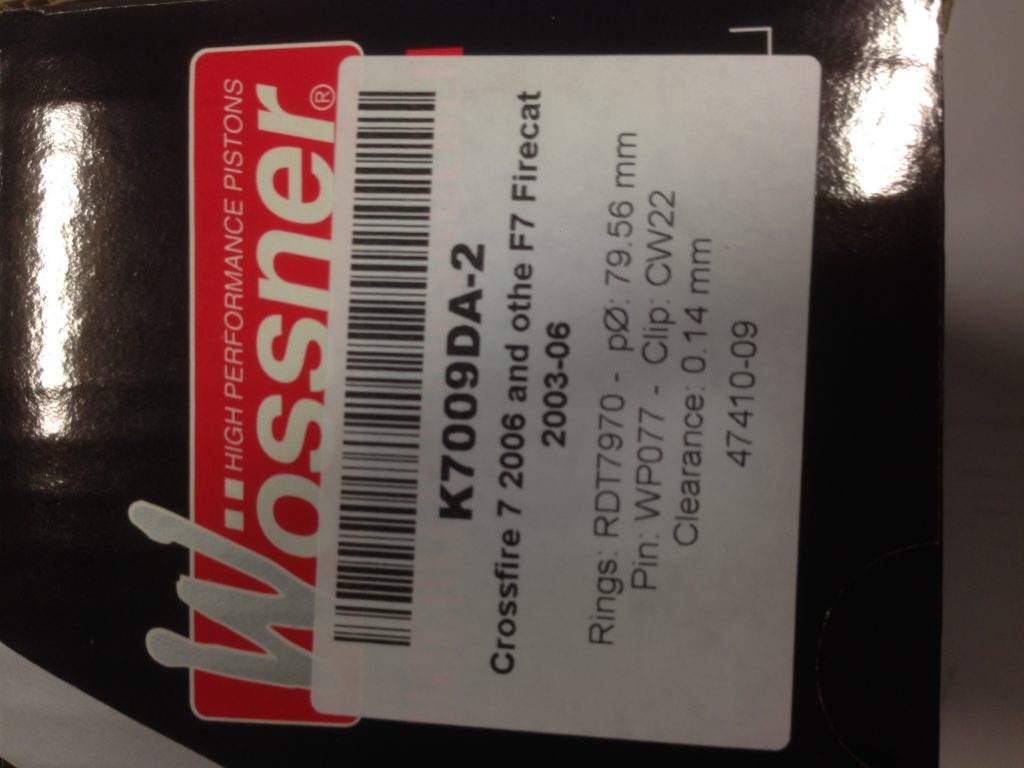 HIGH PERFORMANCE PISTONS
Wossner®
K7009DA-2
Crossfire 7 2006 and othe F7 Firecat
2003-06
Rings: RDT7970 - pØ: 79.56 mm
Pin: WP077 - Clip: CW22
Clearance: 0.14 mm
47410-09